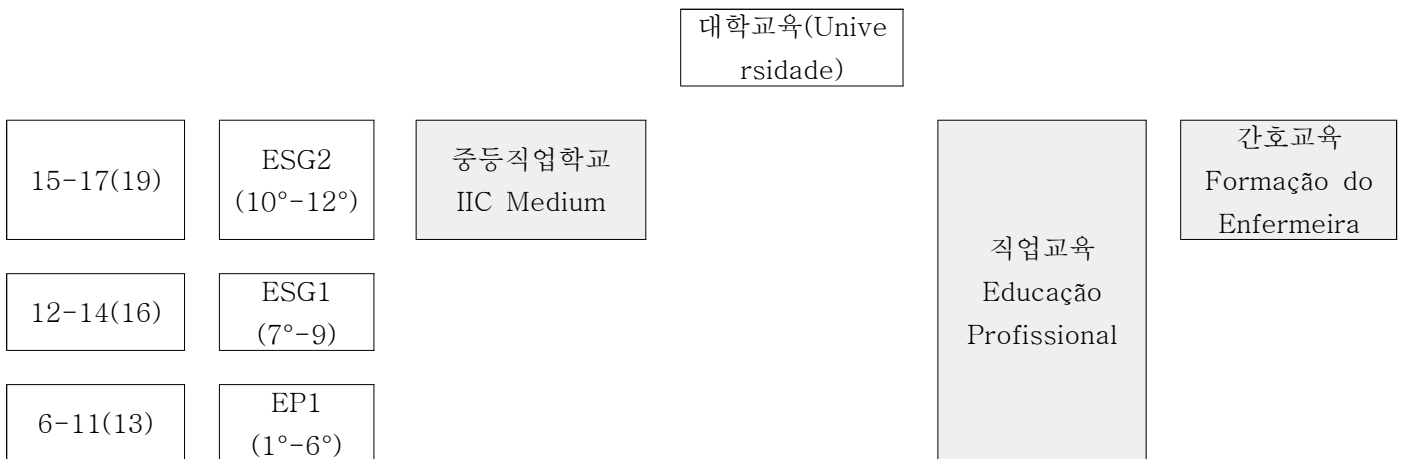 대학교육(Unive
rsidade)
15-17(19)
ESG2
(10°-12°)
중등직업학교
IIC Medium
간호교육
Formação do
Enfermeira
직업교육
Educação
Profissional
12-14(16)
ESG1
(7°-9)
6-11(13)
EP1
(1°-6°)